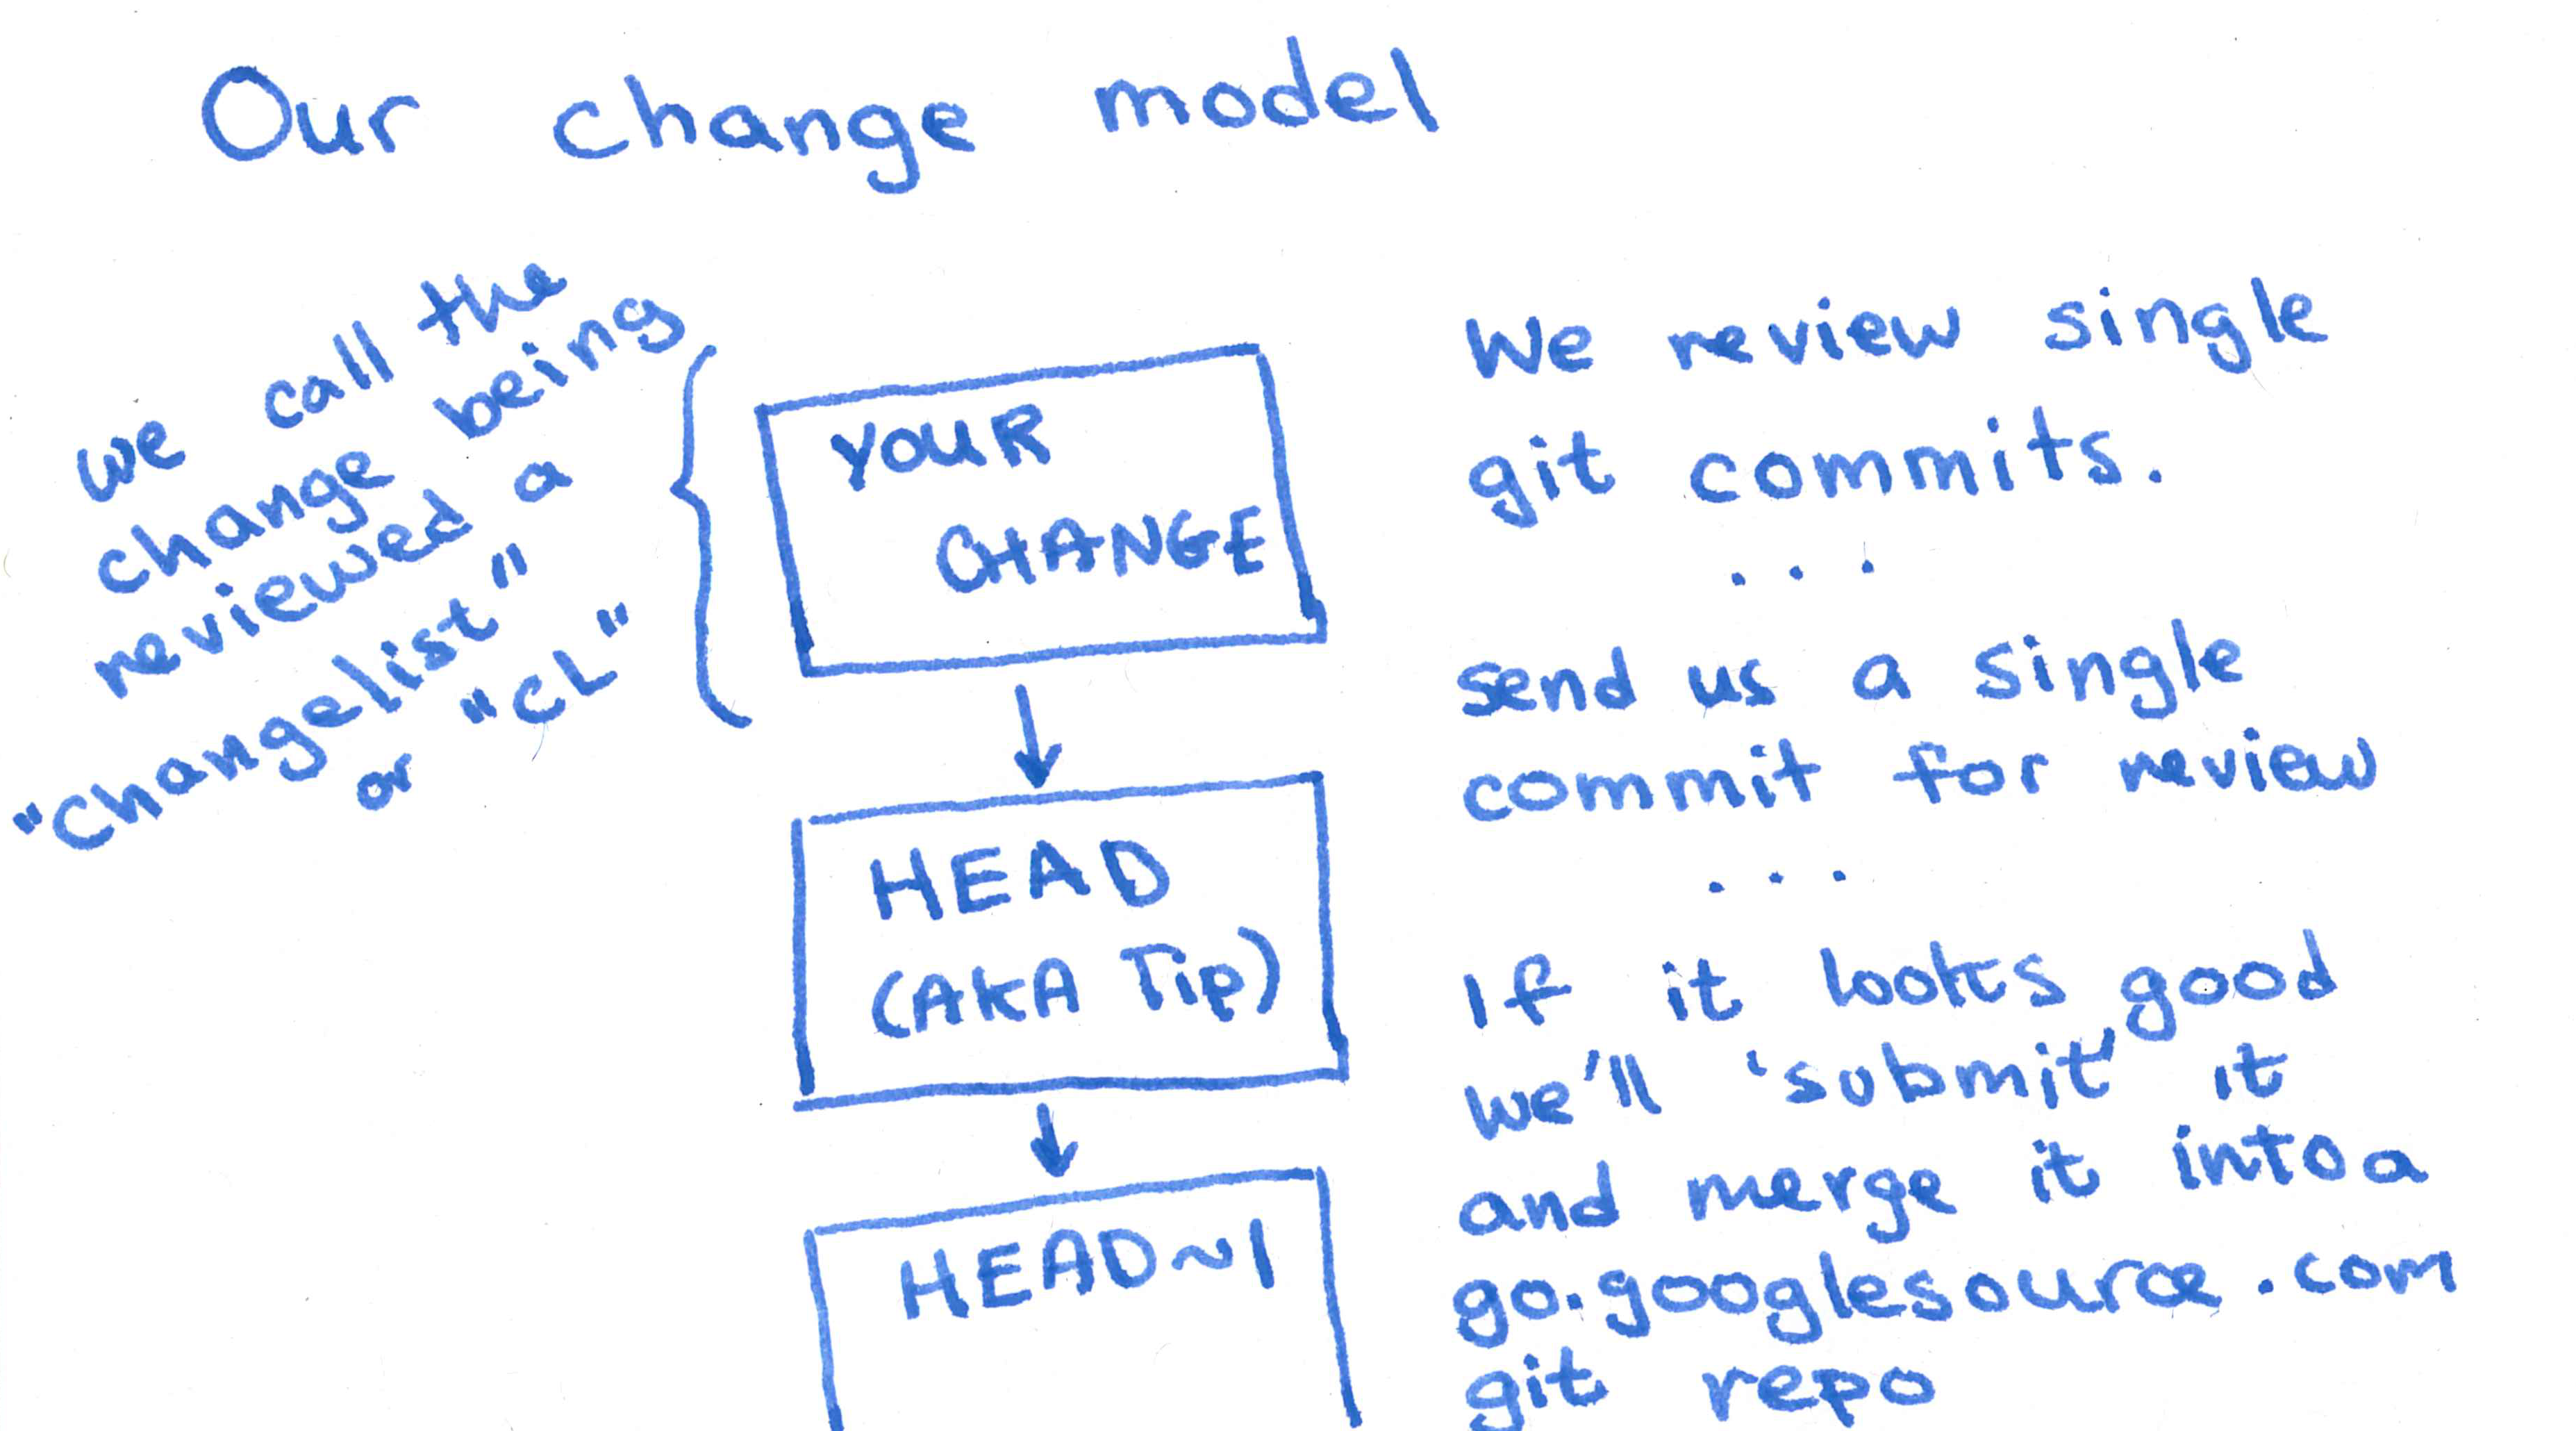 Our change model
we call the
change being
reviewed a
"changelist"
or "CL"
YOUR
CHANGE
HEAD
(AKA Tip)
HEAD~1
We review single
git commits.
...
send us a single
commit for review
...
If it looks good
we'll 'submit' it
and merge it into a
go.googlesource.com
git repo